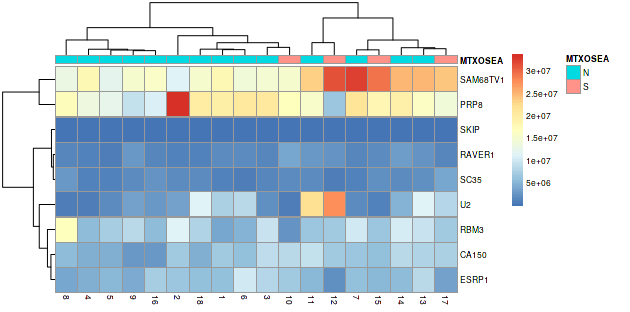 MTXOSEA
SAM68TV1
PRP8
SKIP
RAVER1
SC35
U2
RBM3
CA150
ESRP1
8 4 5 9 16 2 18 1 6 3 10 11 12 7 15 14 13 17
3e+07
2.5e+07
2e+07
1.5e+07
1e+07
5e+06
MTXOSEA
N
S